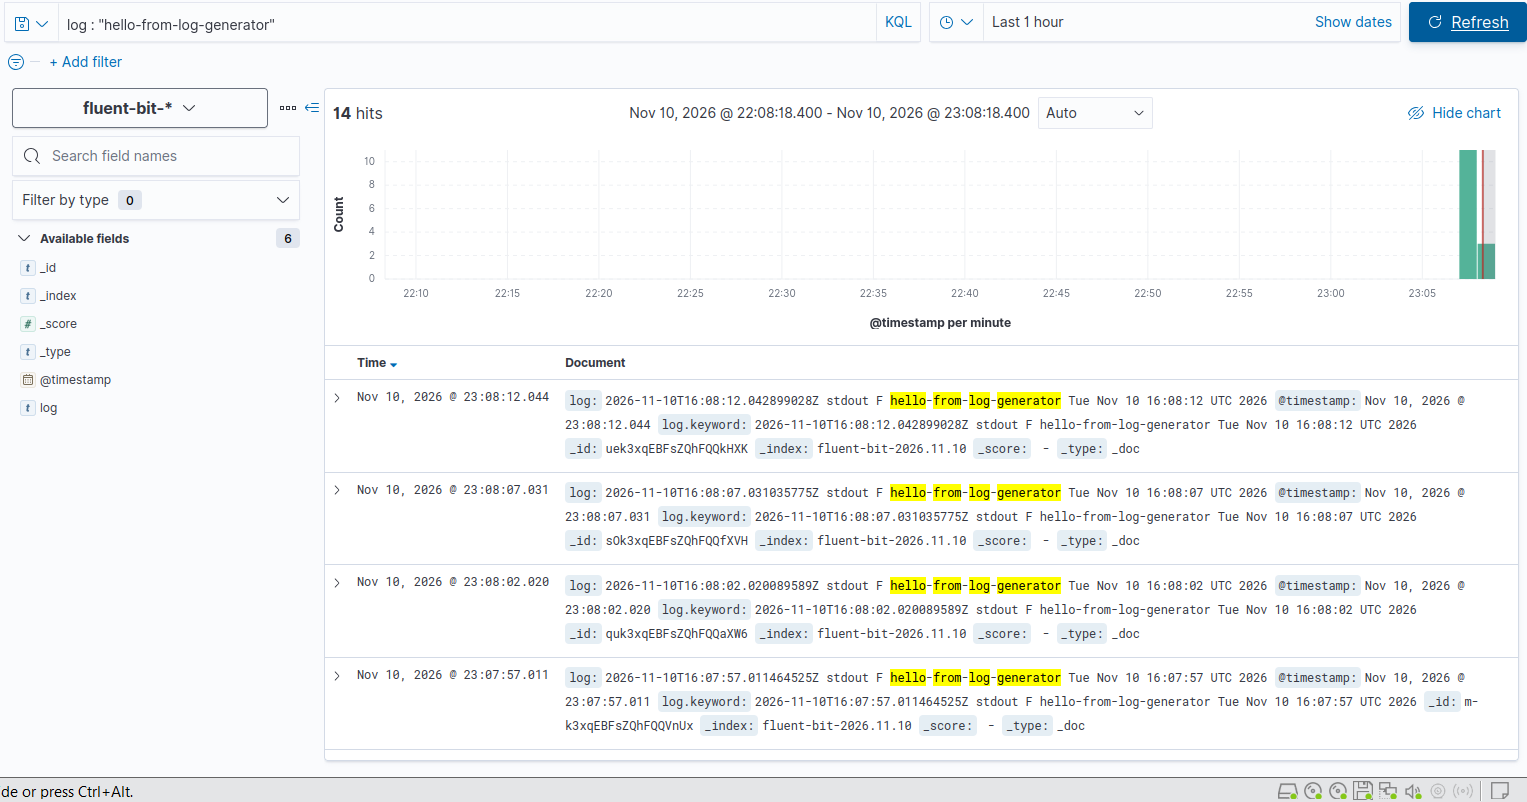 log : "hello-from-log-generator"
KQL
Last 1 hour
Show dates
Refresh
+ Add filter
fluent-bit-*
Search field names
Filter by type 0
Available fields 6
t _id
t _index
# _score
t _type
@timestamp
t log
14 hits
Nov 10, 2026 @ 22:08:18.400 - Nov 10, 2026 @ 23:08:18.400
Auto
Hide chart
Count
10
8
6
4
2
0
22:10 22:15 22:20 22:25 22:30 22:35 22:40 22:45 22:50 22:55 23:00 23:05
@timestamp per minute
Time Document
Nov 10, 2026 @ 23:08:12.044
log: 2026-11-10T16:08:12.042899028Z stdout F hello-from-log-generator Tue Nov 10 16:08:12 UTC 2026 @timestamp: Nov 10, 2026 @
23:08:12.044 log.keyword: 2026-11-10T16:08:12.042899028Z stdout F hello-from-log-generator Tue Nov 10 16:08:12 UTC 2026
_id: uek3xqEBFsZQhFQQkHXK _index: fluent-bit-2026.11.10 _score: - _type: _doc
Nov 10, 2026 @ 23:08:07.031
log: 2026-11-10T16:08:07.031035775Z stdout F hello-from-log-generator Tue Nov 10 16:08:07 UTC 2026 @timestamp: Nov 10, 2026 @
23:08:07.031 log.keyword: 2026-11-10T16:08:07.031035775Z stdout F hello-from-log-generator Tue Nov 10 16:08:07 UTC 2026
_id: sOk3xqEBFsZQhFQQfXVH _index: fluent-bit-2026.11.10 _score: - _type: _doc
Nov 10, 2026 @ 23:08:02.020
log: 2026-11-10T16:08:02.020089589Z stdout F hello-from-log-generator Tue Nov 10 16:08:02 UTC 2026 @timestamp: Nov 10, 2026 @
23:08:02.020 log.keyword: 2026-11-10T16:08:02.020089589Z stdout F hello-from-log-generator Tue Nov 10 16:08:02 UTC 2026
_id: quk3xqEBFsZQhFQQaXW6 _index: fluent-bit-2026.11.10 _score: - _type: _doc
Nov 10, 2026 @ 23:07:57.011
log: 2026-11-10T16:07:57.011464525Z stdout F hello-from-log-generator Tue Nov 10 16:07:57 UTC 2026 @timestamp: Nov 10, 2026 @
23:07:57.011 log.keyword: 2026-11-10T16:07:57.011464525Z stdout F hello-from-log-generator Tue Nov 10 16:07:57 UTC 2026 _id: m-
k3xqEBFsZQhFQQVnUx _index: fluent-bit-2026.11.10 _score: - _type: _doc
de or press Ctrl+Alt.